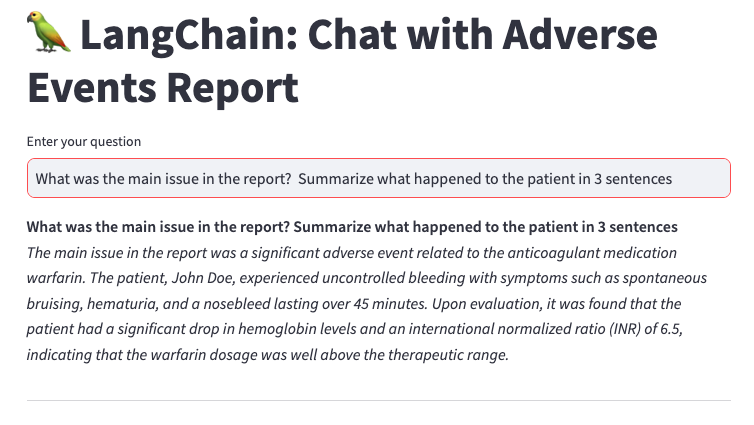 LangChain: Chat with Adverse
Events Report
Enter your question
What was the main issue in the report?  Summarize what happened to the patient in 3 sentences
What was the main issue in the report? Summarize what happened to the patient in 3 sentences
The main issue in the report was a significant adverse event related to the anticoagulant medication
warfarin. The patient, John Doe, experienced uncontrolled bleeding with symptoms such as spontaneous
bruising, hematuria, and a nosebleed lasting over 45 minutes. Upon evaluation, it was found that the
patient had a significant drop in hemoglobin levels and an international normalized ratio (INR) of 6.5,
indicating that the warfarin dosage was well above the therapeutic range.